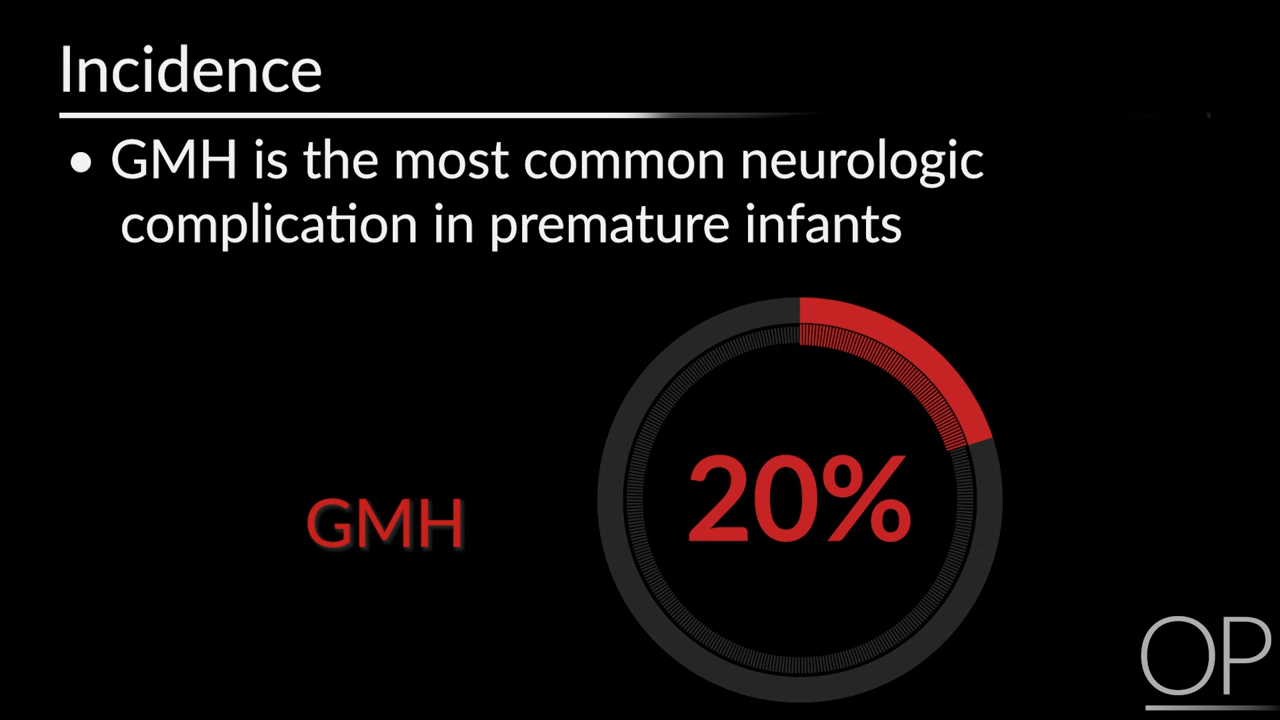 Incidence
• GMH is the most common neurologic
complication in premature infants
GMH
20%
OP